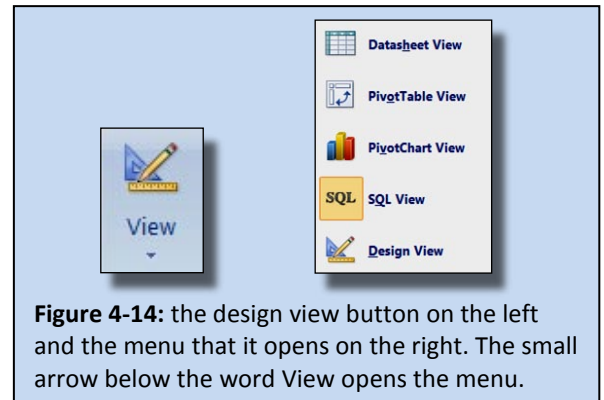 View
Datasheet View
PivotTable View
PivotChart View
SQL SQL View
Design View
Figure 4-14: the design view button on the left
and the menu that it opens on the right. The small
arrow below the word View opens the menu.